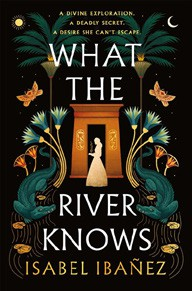 A DIVINE EXPLORATION.
A DEADLY SECRET.
A DESIRE SHE CAN'T ESCAPE.
WHAT
THE
RIVER
KNOWS
ISABEL IBAÑEZ